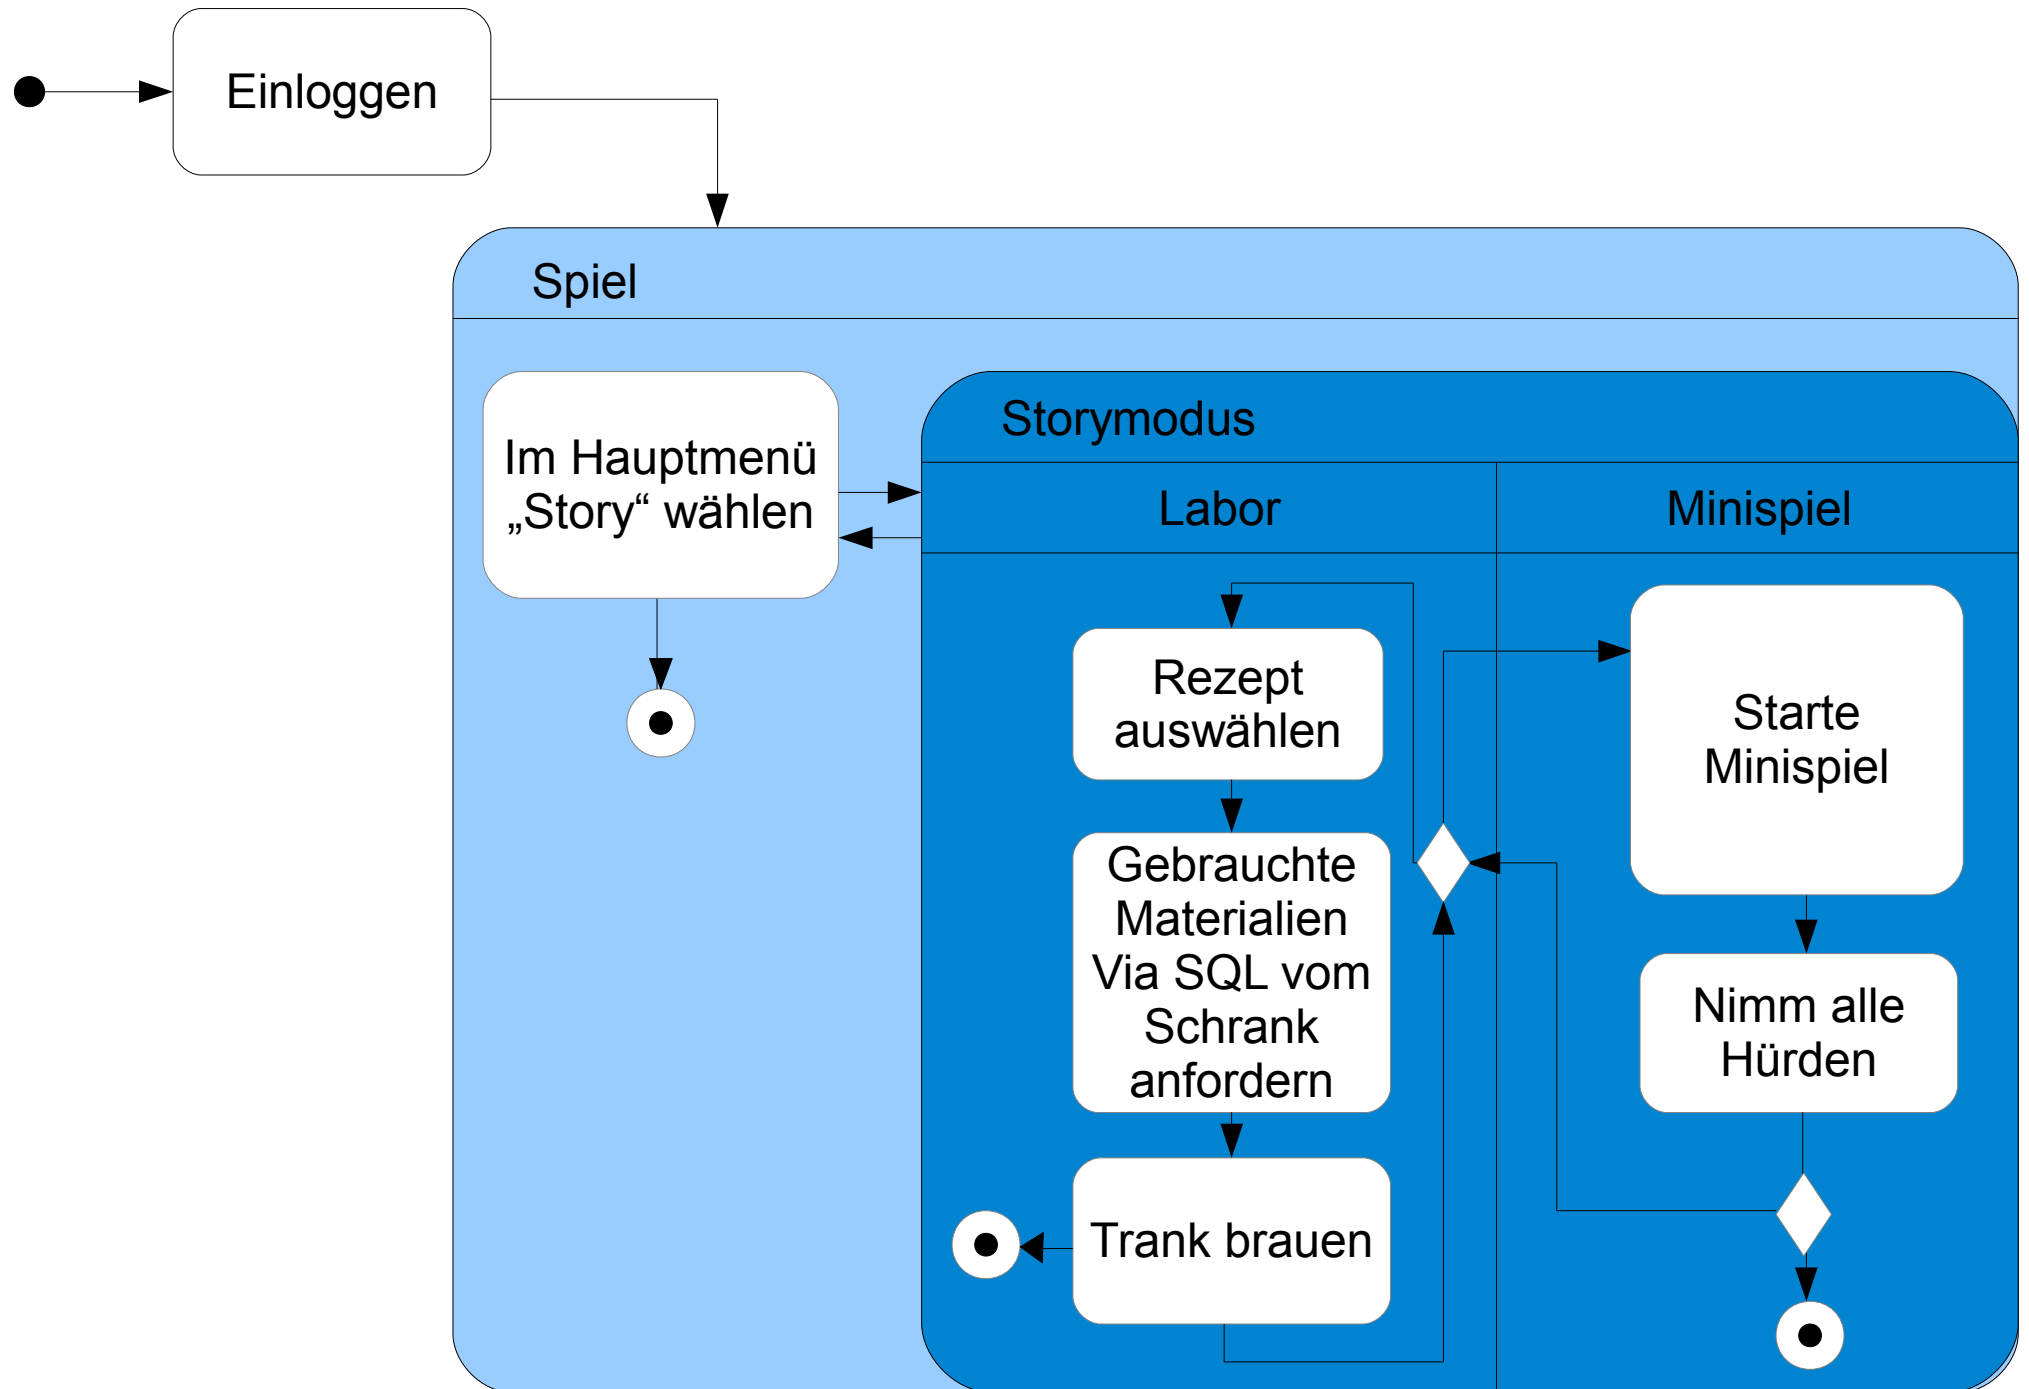 Einloggen
Spiel
Im Hauptmenü
„Story“ wählen
Storymodus
Labor
Minispiel
Rezept
auswählen
Gebrauchte
Materialien
Via SQL vom
Schrank
anfordern
Trank brauen
Starte
Minispiel
Nimm alle
Hürden